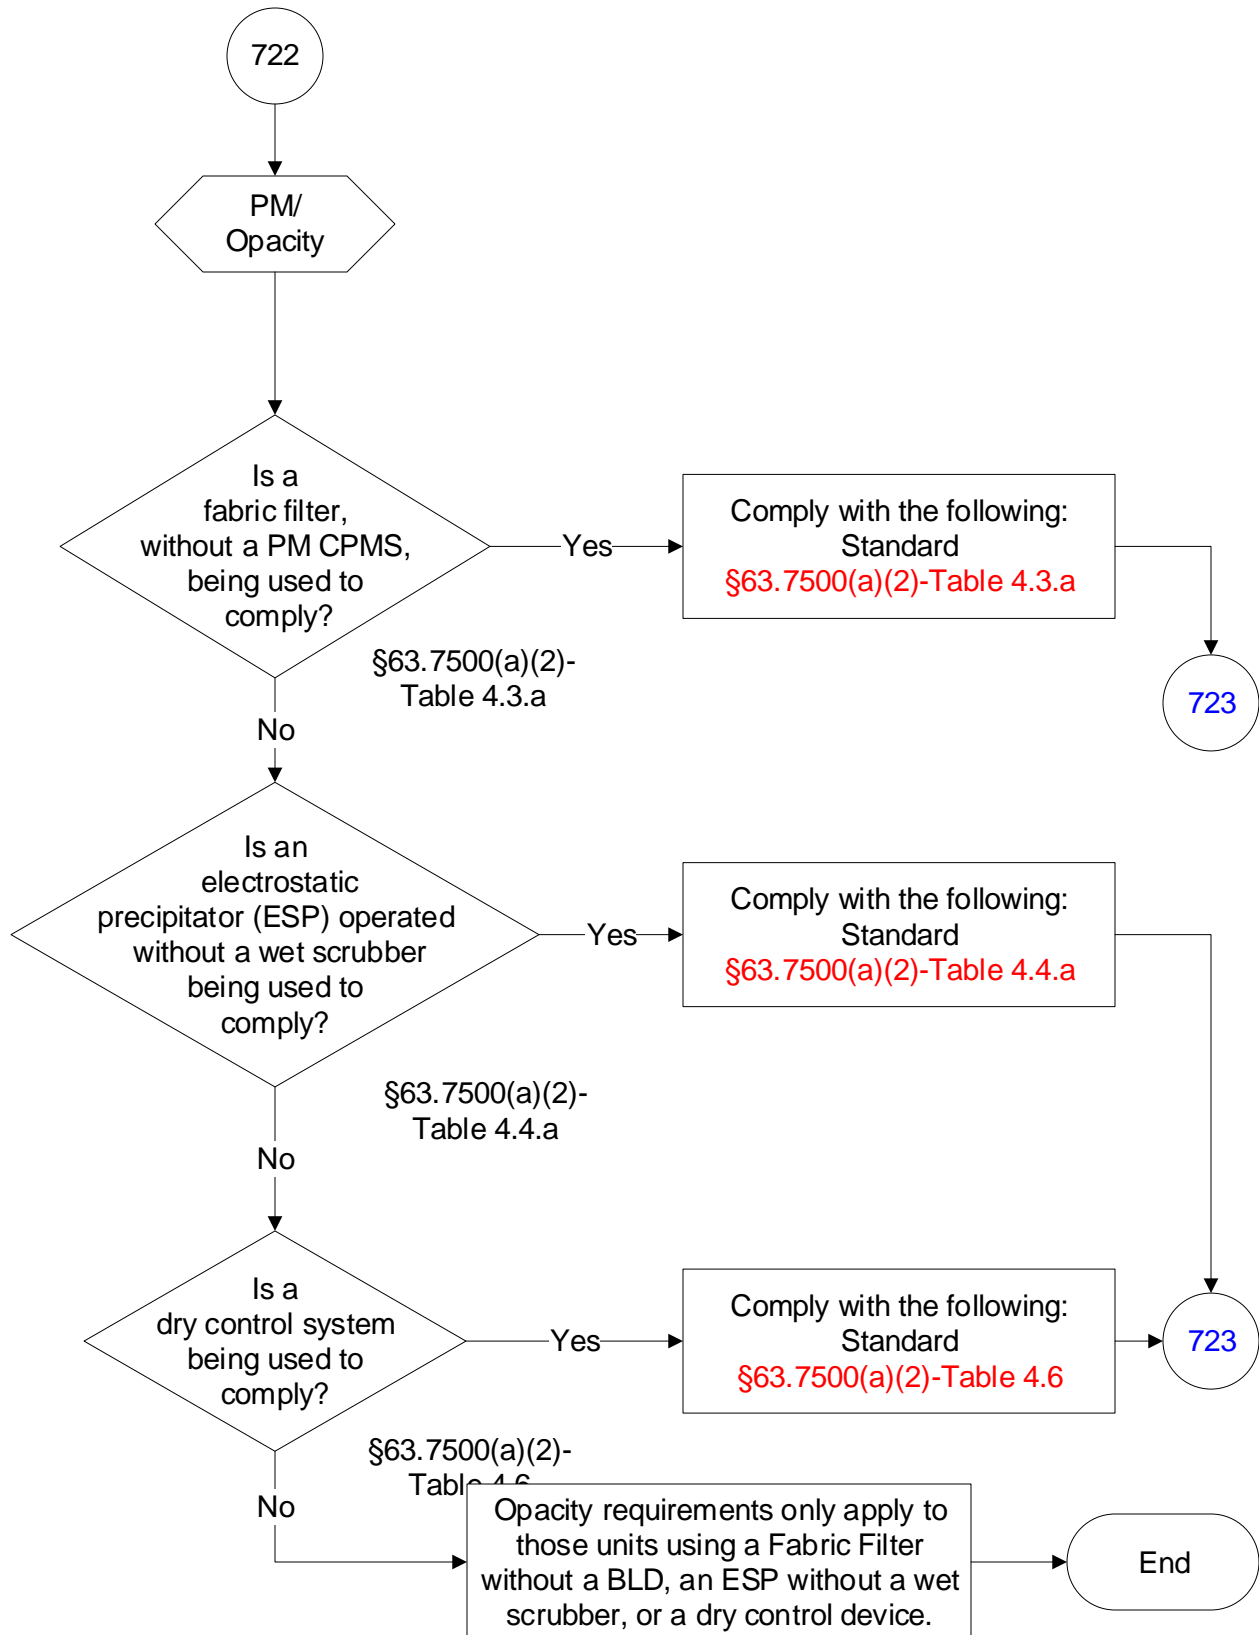 722
PM/
Opacity
Is a
fabric filter,
without a PM CPMS,
being used to
comply?
Yes
Comply with the following:
Standard
§63.7500(a)(2)-Table 4.3.a
§63.7500(a)(2)-
Table 4.3.a
723
No
Is an
electrostatic
precipitator (ESP) operated
without a wet scrubber
being used to
comply?
Yes
Comply with the following:
Standard
§63.7500(a)(2)-Table 4.4.a
§63.7500(a)(2)-
Table 4.4.a
No
Is a
dry control system
being used to
comply?
Yes
Comply with the following:
Standard
§63.7500(a)(2)-Table 4.6
723
§63.7500(a)(2)-
Table 4.6
No
Opacity requirements only apply to
those units using a Fabric Filter
without a BLD, an ESP without a wet
scrubber, or a dry control device.
End